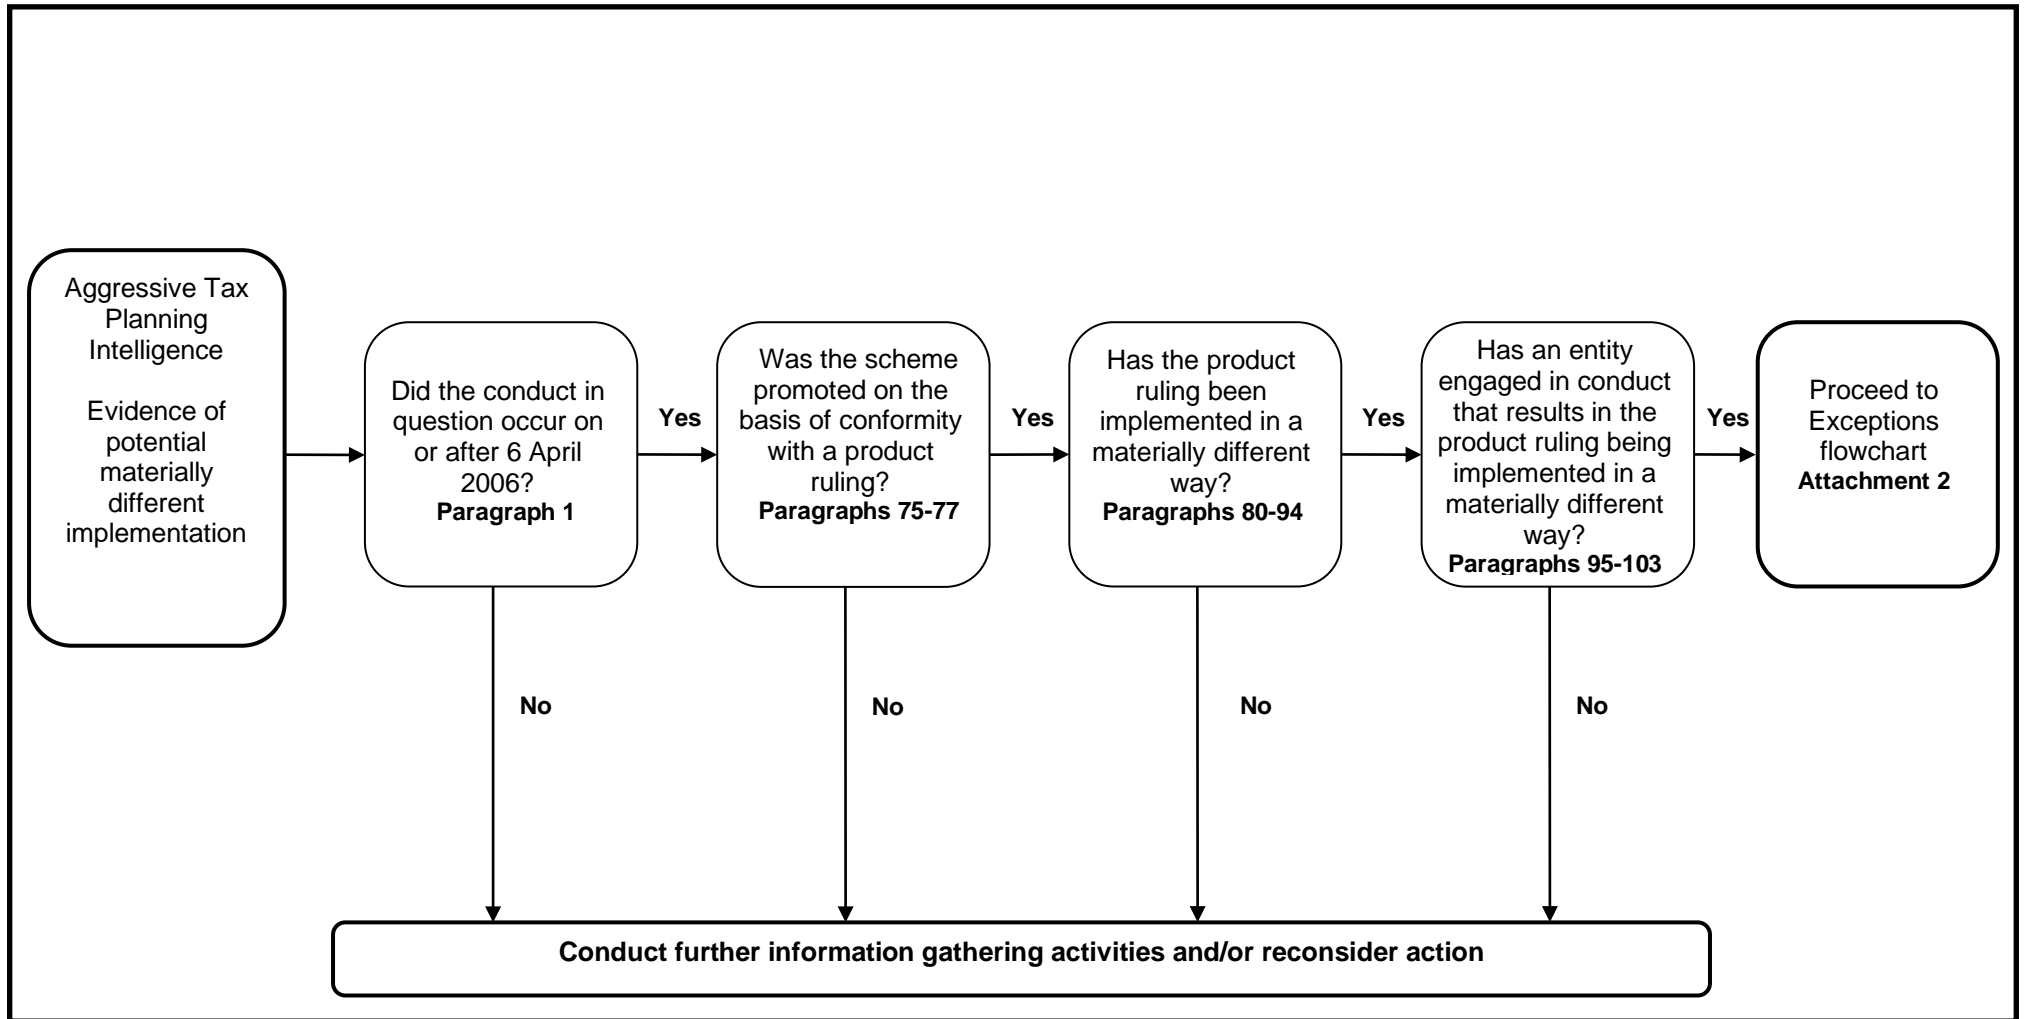 Aggressive Tax
Planning
Intelligence
Evidence of
potential
materially
different
implementation
Did the conduct in
question occur on
or after 6 April
2006?
Paragraph 1
Yes
Was the scheme
promoted on the
basis of conformity
with a product
ruling?
Paragraphs 75-77
Yes
Has the product
ruling been
implemented in a
materially different
way?
Paragraphs 80-94
Yes
Has an entity
engaged in conduct
that results in the
product ruling being
implemented in a
materially different
way?
Paragraphs 95-103
Yes
Proceed to
Exceptions
flowchart
Attachment 2
No
No
No
No
Conduct further information gathering activities and/or reconsider action